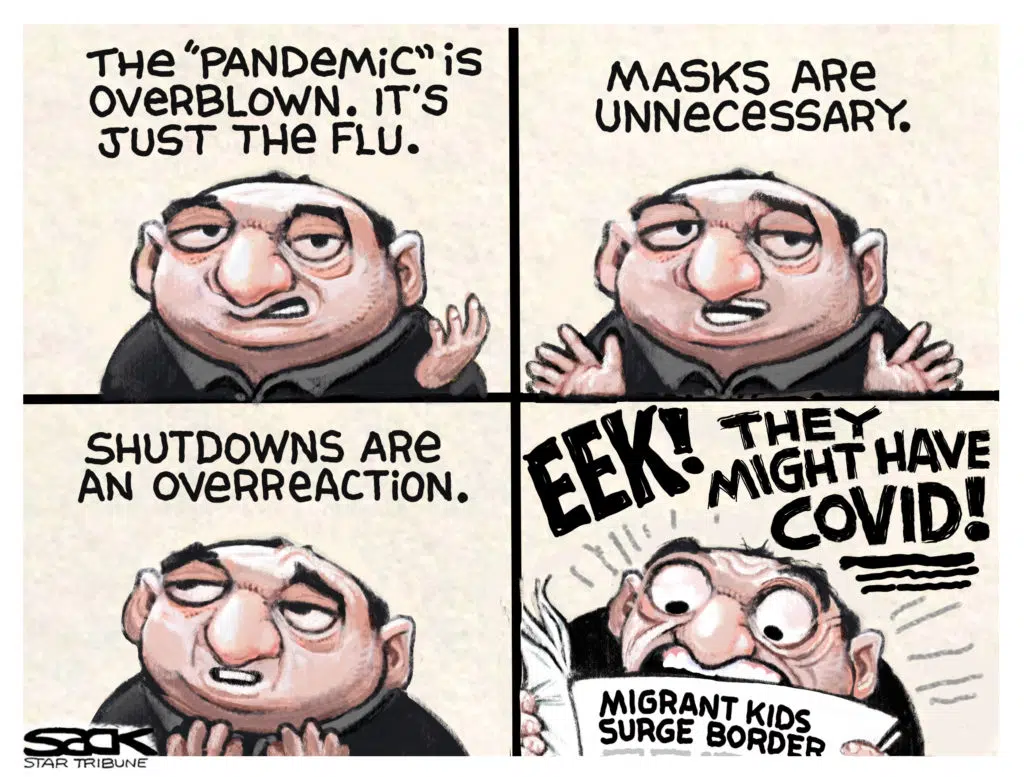 THE "PANDEMIC" IS
OVERBLOWN. IT'S
JUST THE FLU.
MASKS ARE
UNNECESSARY.
SHUTDOWNS ARE
AN OVERREACTION.
EEK! THEY
MIGHT HAVE
COVID!
MIGRANT KIDS
SURGE BORDER
SACK
STAR TRIBUNE